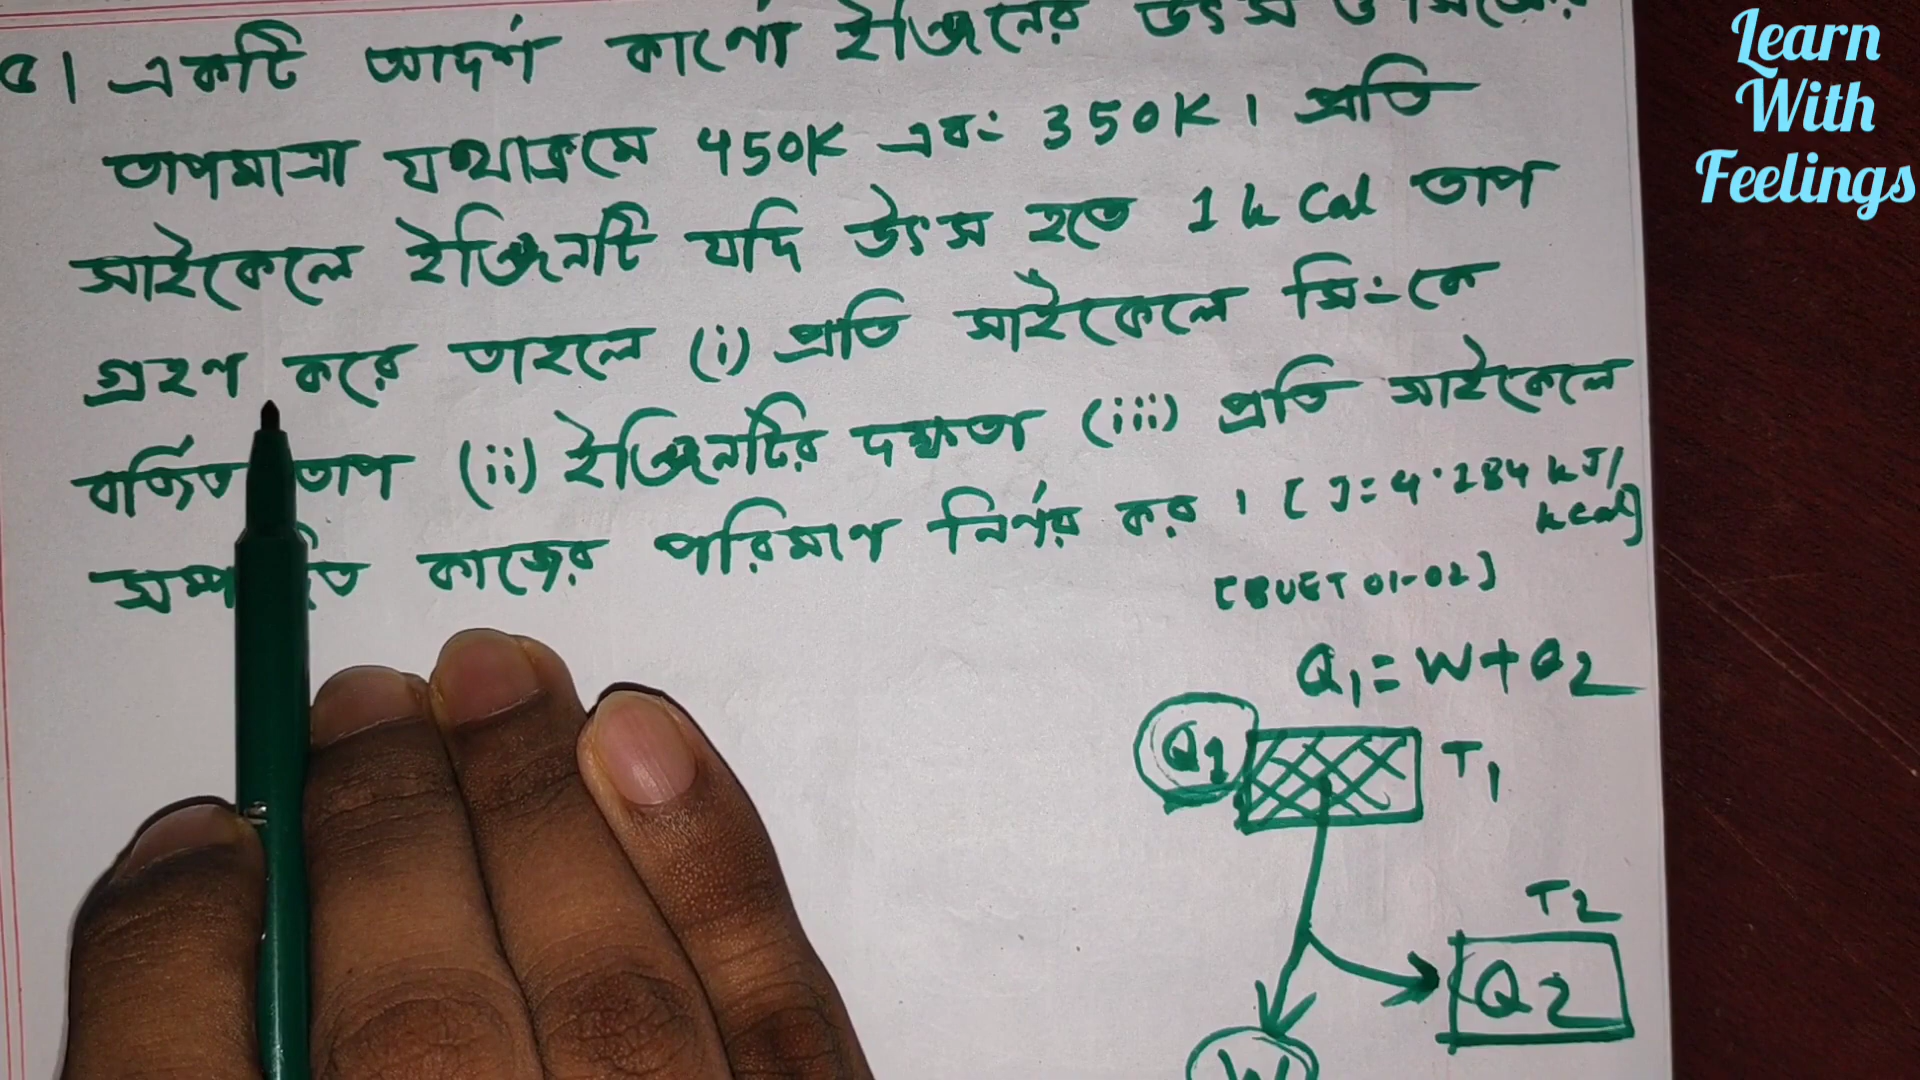 ৫। একটি আদর্শ কার্ণো ইঞ্জিনের উৎস ও সিংকের
তাপমাত্রা যথাক্রমে 450K এবং 350K। প্রতি
সাইকেলে ইঞ্জিনটি যদি উৎস হতে 1 k Cal তাপ
গ্রহণ করে তাহলে (i) প্রতি সাইকেলে সিংকে
বর্জিত তাপ (ii) ইঞ্জিনটির দক্ষতা (iii) প্রতি সাইকেলে
কাজের পরিমাণ নির্ণয় কর। [J = 4.184 kJ/
kcal]
[BUET 01-02]
Q1 = W + Q2
Q1
T1
T2
Q2
W
Learn
With
Feelings